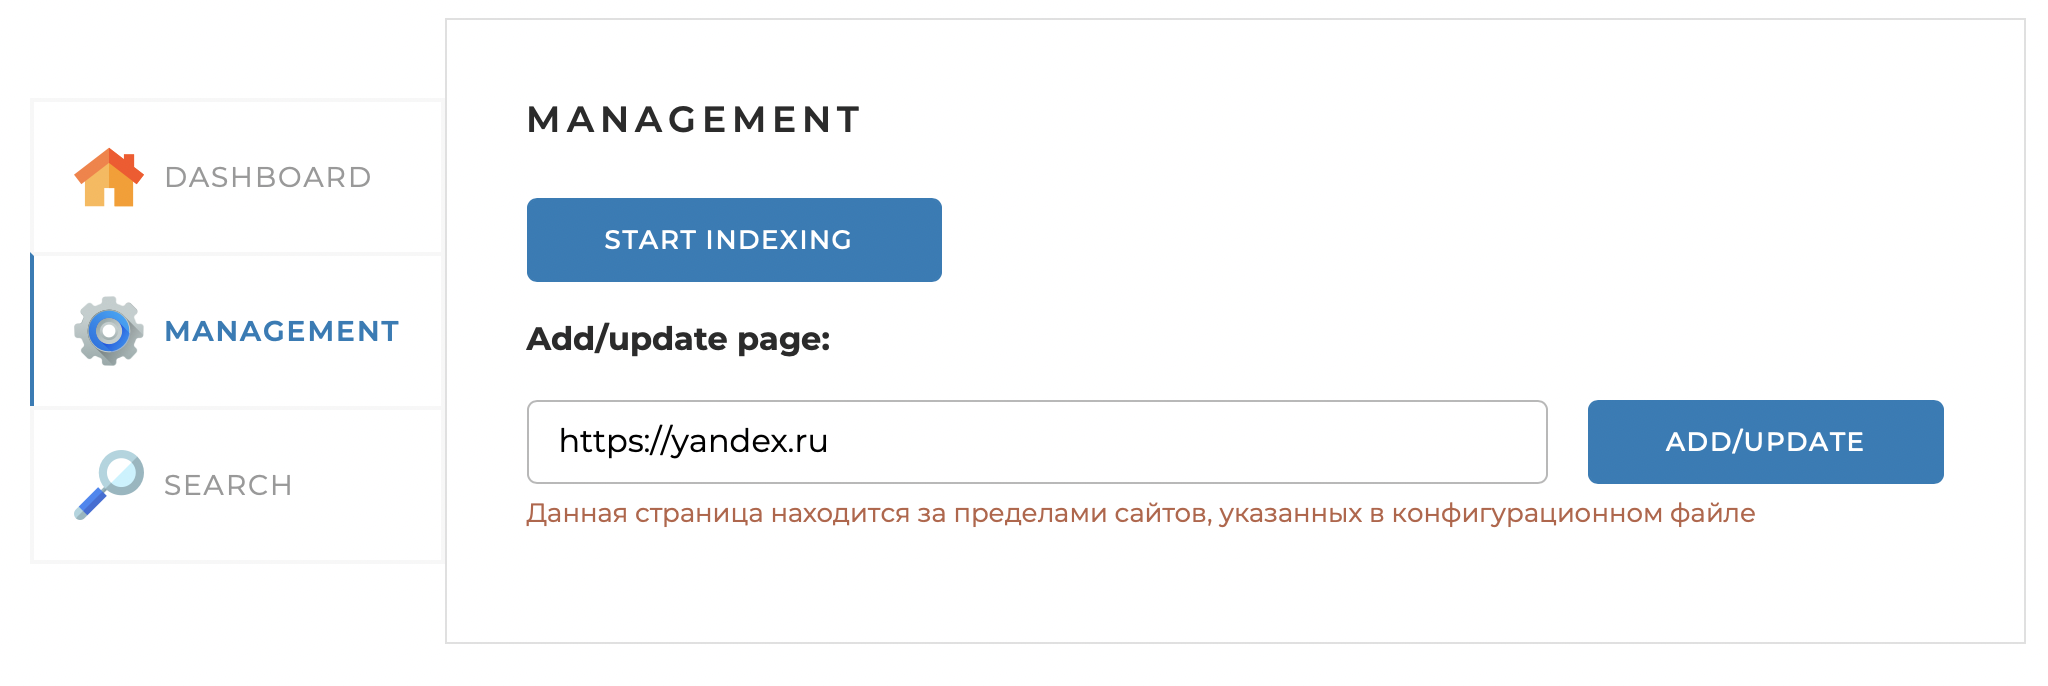 DASHBOARD
MANAGEMENT
SEARCH
MANAGEMENT
START INDEXING
Add/update page:
https://yandex.ru
ADD/UPDATE
Данная страница находится за пределами сайтов, указанных в конфигурационном файле